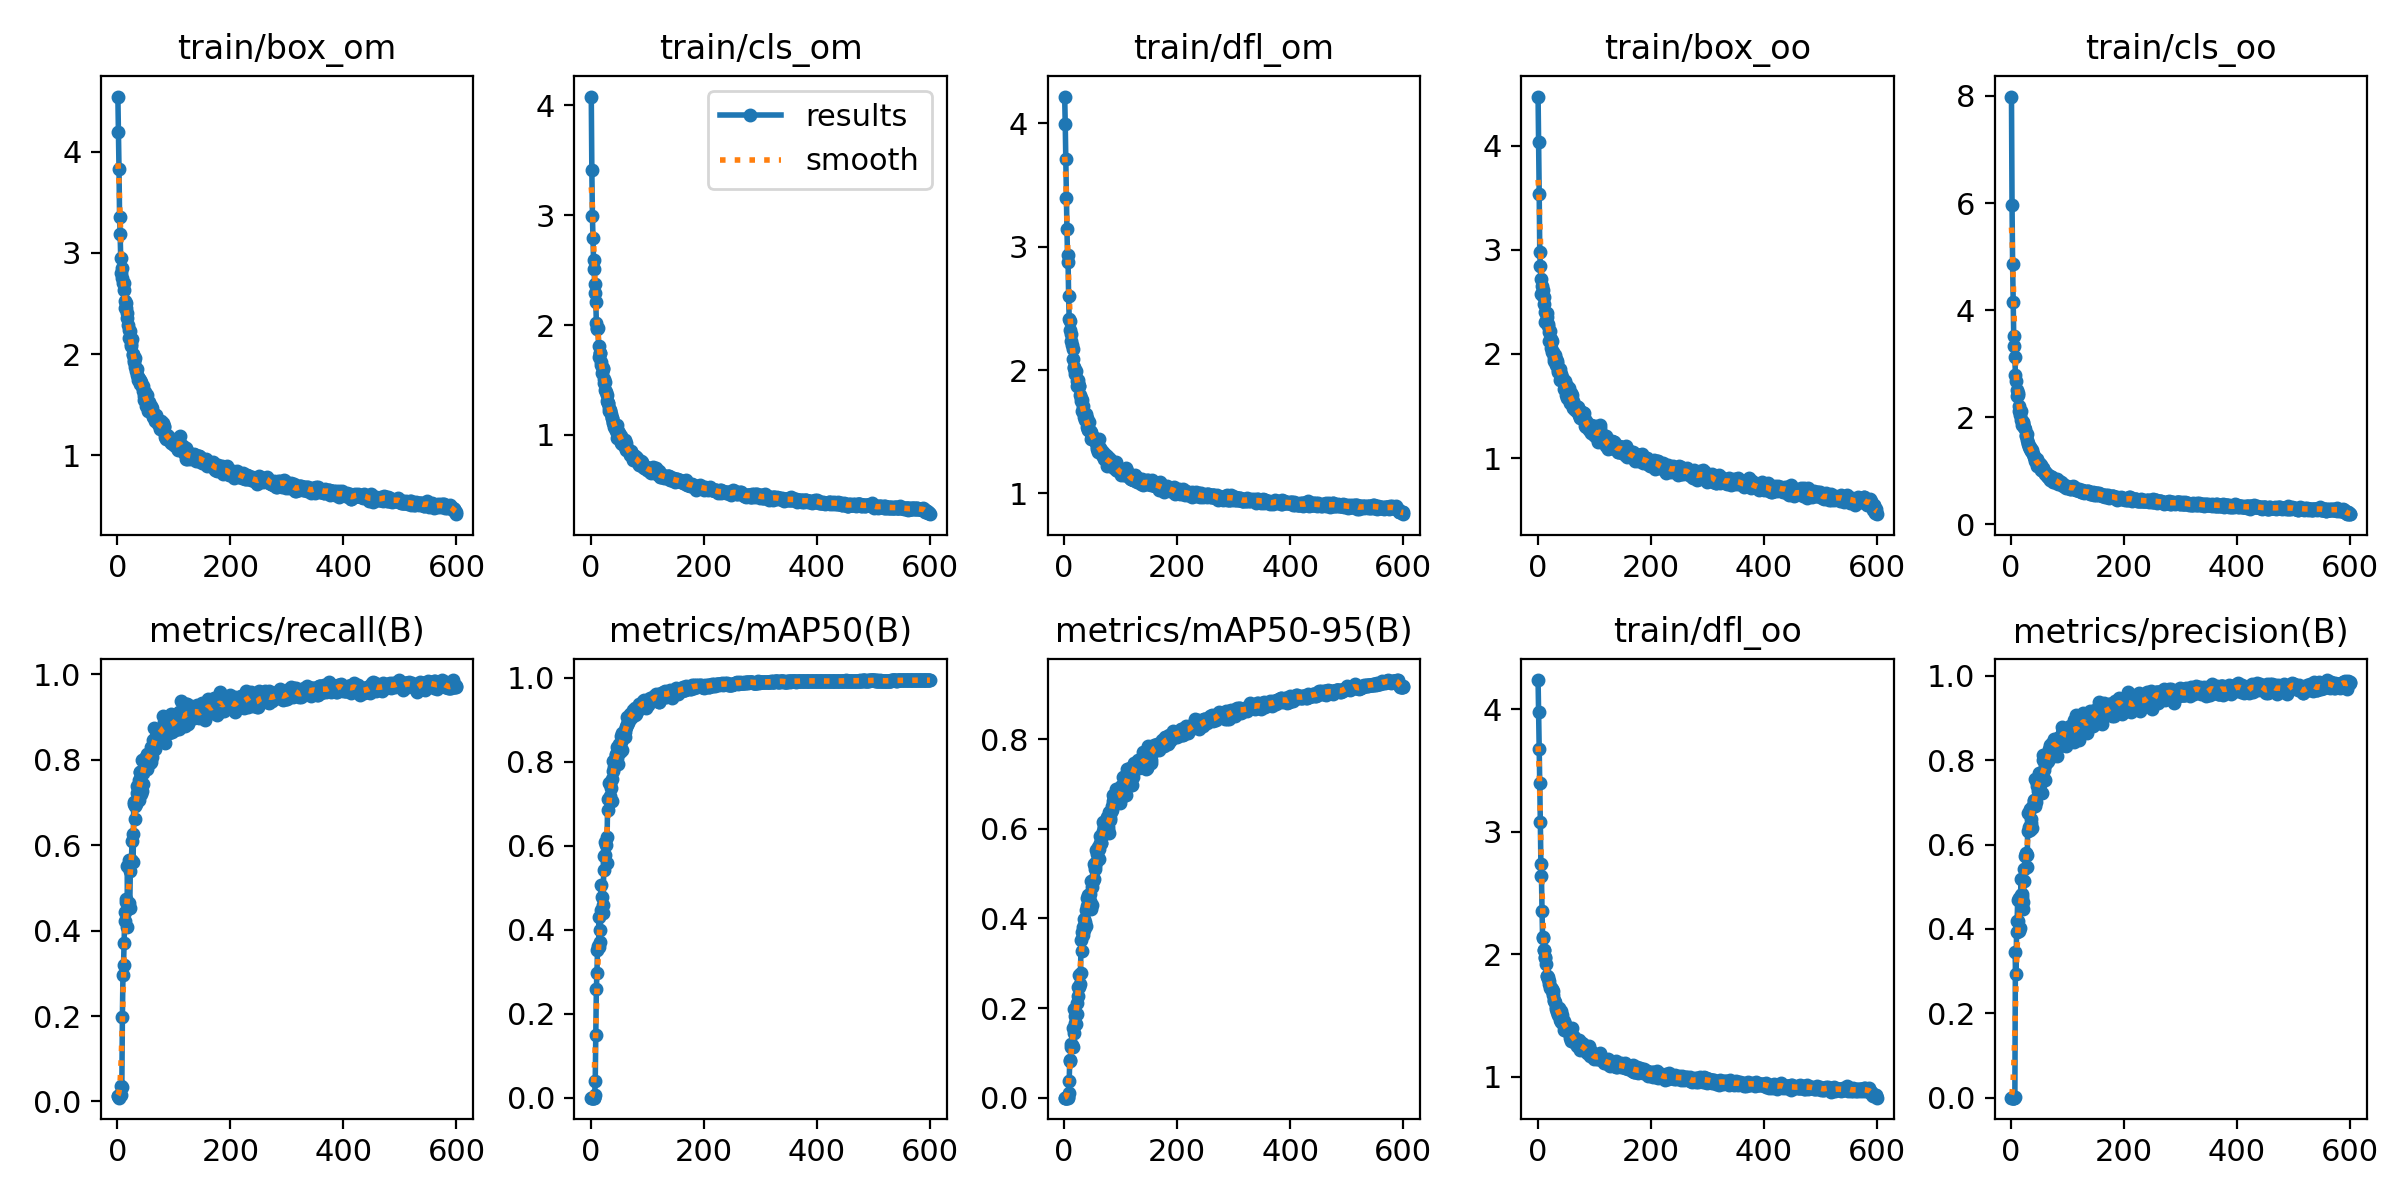 train/box_om
4
3
2
1
0 200 400 600
train/cls_om
results
smooth
4
3
2
1
0 200 400 600
train/dfl_om
4
3
2
1
0 200 400 600
train/box_oo
4
3
2
1
0 200 400 600
train/cls_oo
8
6
4
2
0
0 200 400 600
metrics/recall(B)
1.0
0.8
0.6
0.4
0.2
0.0
0 200 400 600
metrics/mAP50(B)
1.0
0.8
0.6
0.4
0.2
0.0
0 200 400 600
metrics/mAP50-95(B)
0.8
0.6
0.4
0.2
0.0
0 200 400 600
train/dfl_oo
4
3
2
1
0 200 400 600
metrics/precision(B)
1.0
0.8
0.6
0.4
0.2
0.0
0 200 400 600